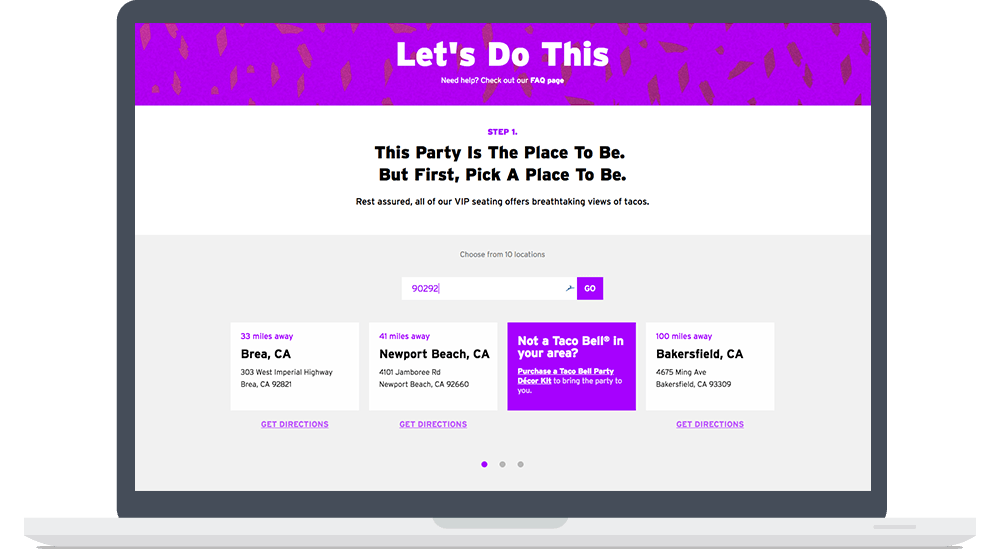 Let's Do This
Need help? Check out our FAQ page
STEP 1.
This Party Is The Place To Be.
But First, Pick A Place To Be.
Rest assured, all of our VIP seating offers breathtaking views of tacos.
Choose from 10 locations
90292
GO
33 miles away
Brea, CA
303 West Imperial Highway
Brea, CA 92821
GET DIRECTIONS
41 miles away
Newport Beach, CA
4101 Jamboree Rd
Newport Beach, CA 92660
GET DIRECTIONS
Not a Taco Bell® in
your area?
Purchase a Taco Bell Party
Décor Kit to bring the party to
you.
100 miles away
Bakersfield, CA
4675 Ming Ave
Bakersfield, CA 93309
GET DIRECTIONS